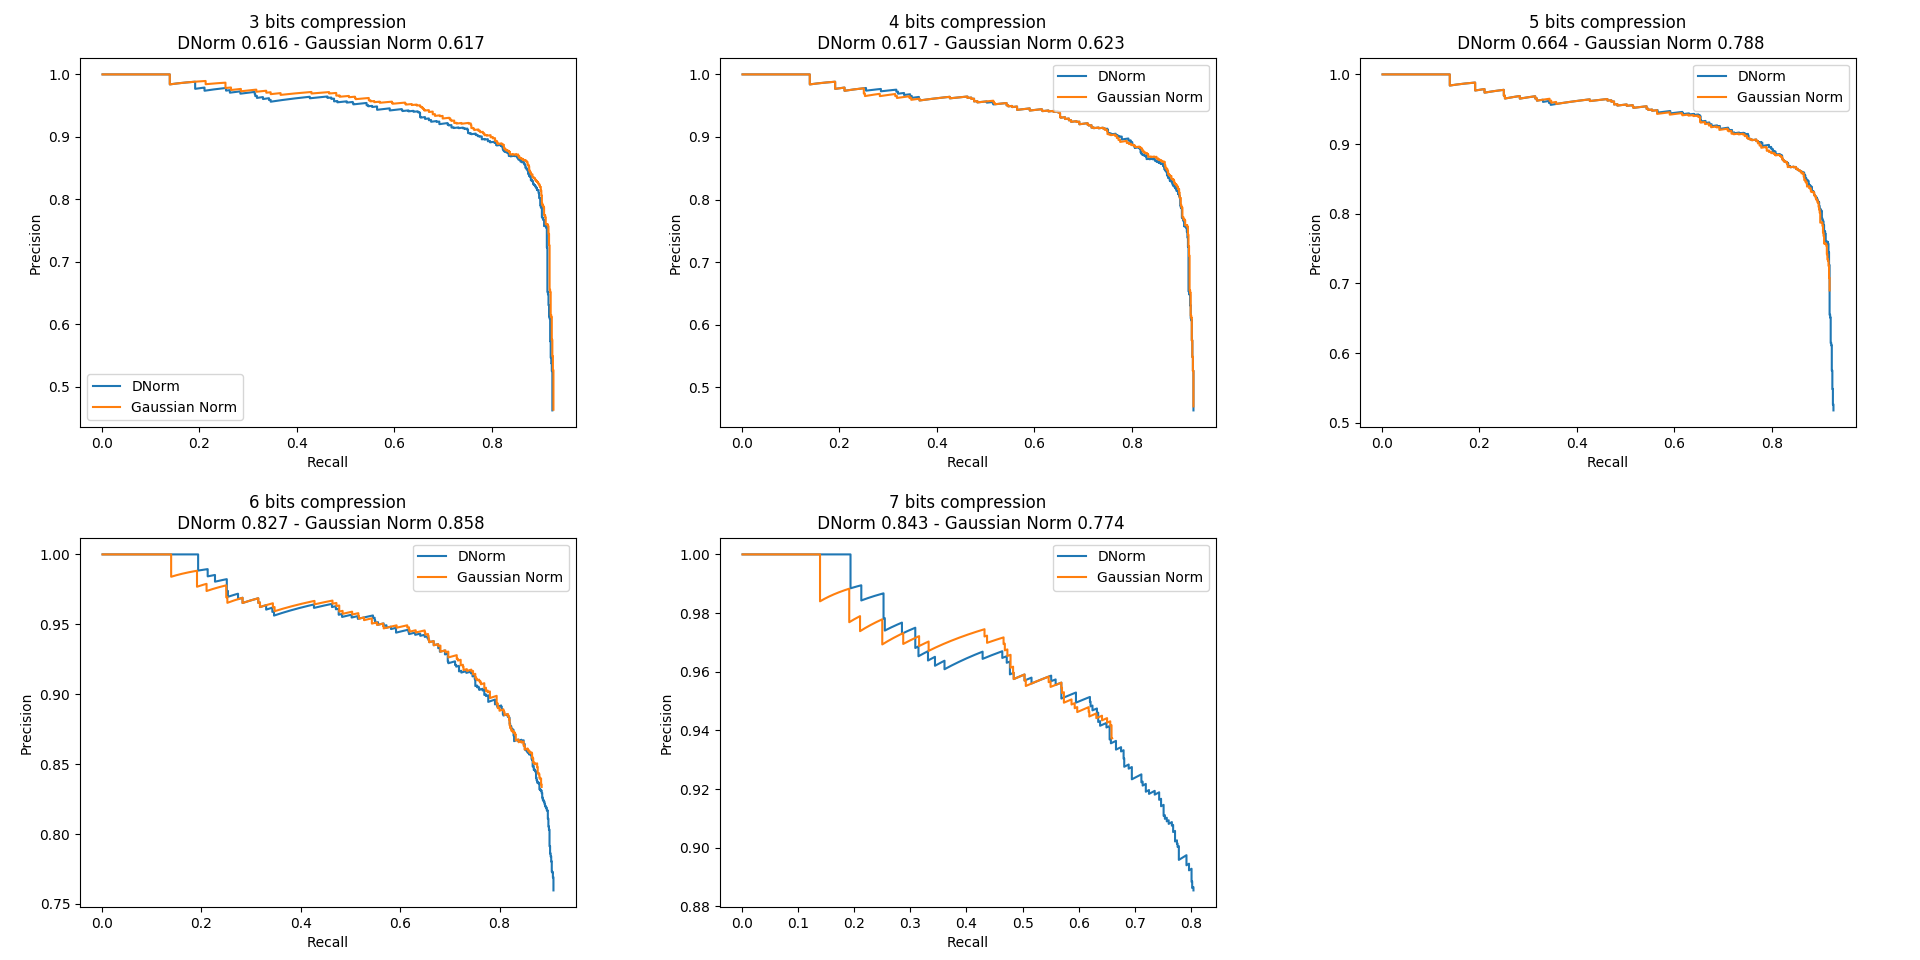 3 bits compression
DNorm 0.616 - Gaussian Norm 0.617
1.0
0.9
0.8
0.7
0.6
0.5
Precision
DNorm
Gaussian Norm
0.0 0.2 0.4 0.6 0.8
Recall
4 bits compression
DNorm 0.617 - Gaussian Norm 0.623
1.0
0.9
0.8
0.7
0.6
0.5
Precision
DNorm
Gaussian Norm
0.0 0.2 0.4 0.6 0.8
Recall
5 bits compression
DNorm 0.664 - Gaussian Norm 0.788
1.0
0.9
0.8
0.7
0.6
0.5
Precision
DNorm
Gaussian Norm
0.0 0.2 0.4 0.6 0.8
Recall
6 bits compression
DNorm 0.827 - Gaussian Norm 0.858
1.00
0.95
0.90
0.85
0.80
0.75
Precision
DNorm
Gaussian Norm
0.0 0.2 0.4 0.6 0.8
Recall
7 bits compression
DNorm 0.843 - Gaussian Norm 0.774
1.00
0.98
0.96
0.94
0.92
0.90
0.88
Precision
DNorm
Gaussian Norm
0.0 0.1 0.2 0.3 0.4 0.5 0.6 0.7 0.8
Recall